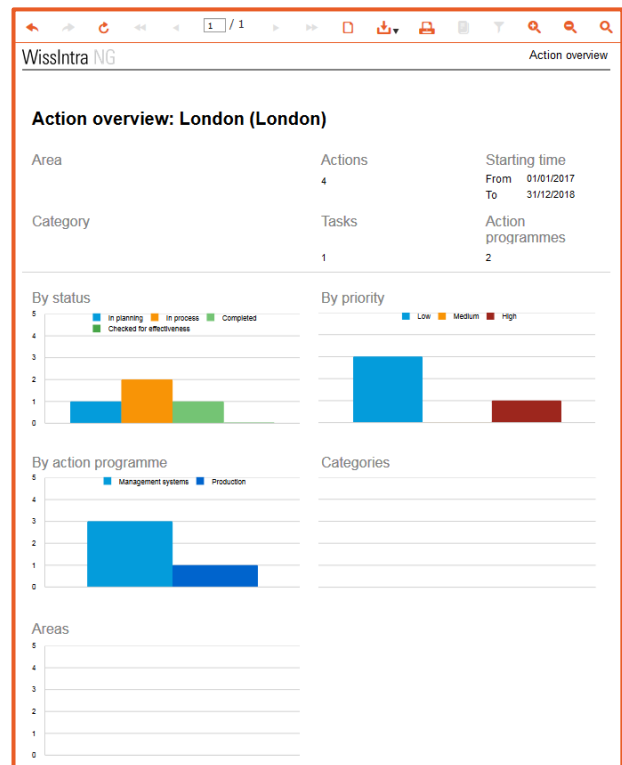 1 / 1
WissIntra NG
Action overview
Action overview: London (London)
Area
Actions
4
Starting time
From 01/01/2017
To 31/12/2018
Category
Tasks
1
Action
programmes
2
By status
5
In planning In process Completed
Checked for effectiveness
4
3
2
1
0
By priority
Low Medium High
By action programme
5
Management systems Production
4
3
2
1
0
Categories
Areas
5
4
3
2
1
0